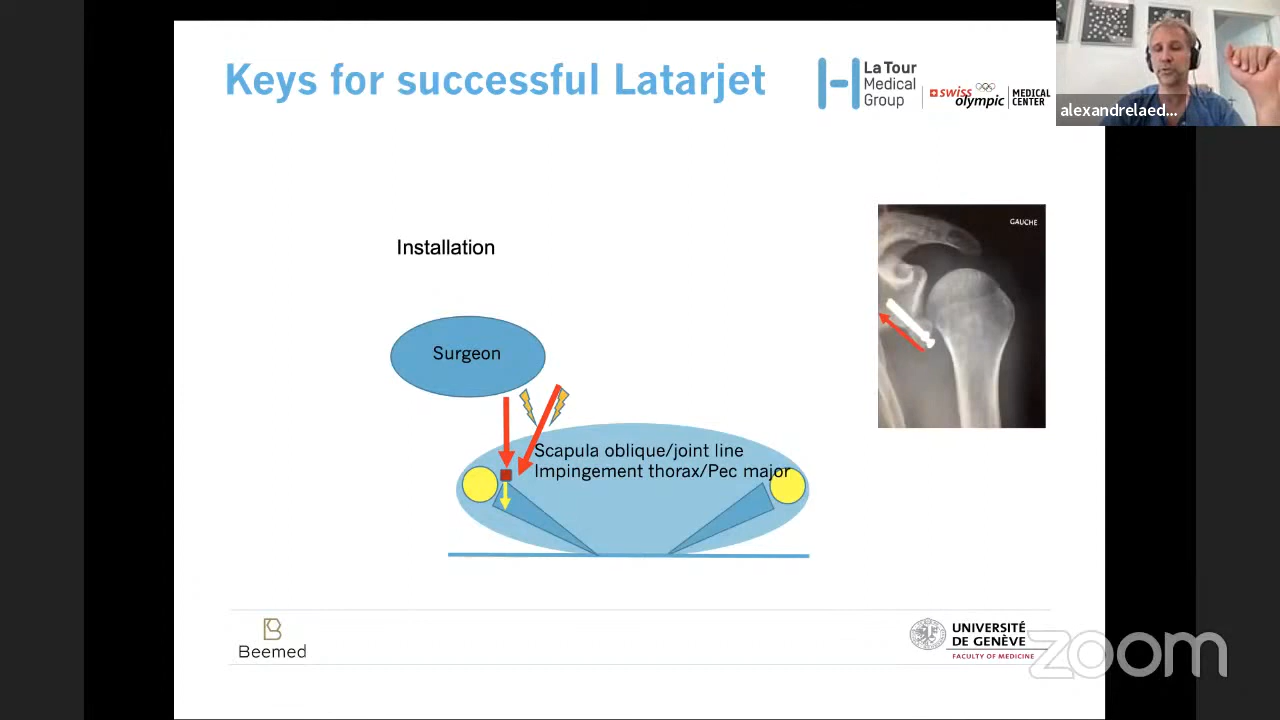 Keys for successful Latarjet
La Tour
Medical
Group
swiss
olympic
MEDICAL
CENTER
alexandrelaed...
GAUCHE
Installation
Surgeon
Scapula oblique/joint line
Impingement thorax/Pec major
Beemed
UNIVERSITÉ
DE GENÈVE
FACULTY OF MEDICINE
zoom